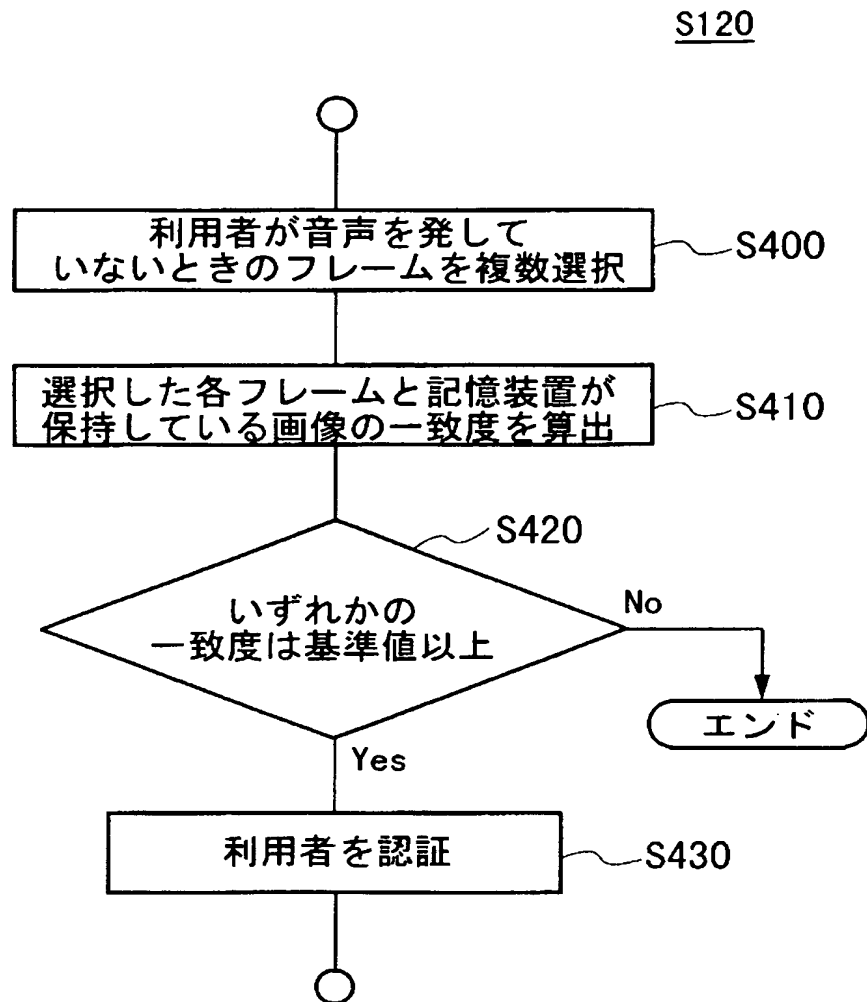 S120
利用者が音声を発して
いないときのフレームを複数選択
S400
選択した各フレームと記憶装置が
保持している画像の一致度を算出
S410
S420
いずれかの
一致度は基準値以上
No
エンド
Yes
利用者を認証
S430